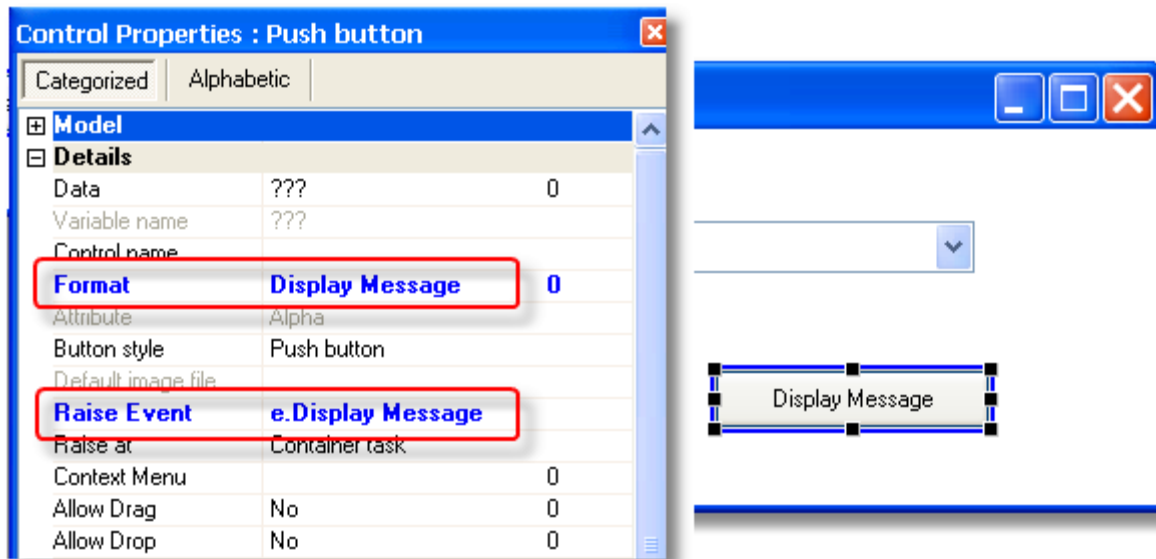 Control Properties : Push button
Categorized Alphabetic
Model
Details
Data ??? 0
Variable name ???
Control name
Format Display Message 0
Attribute Alpha
Button style Push button
Default image file
Raise Event e.Display Message
Raise at Container task
Context Menu 0
Allow Drag No 0
Allow Drop No 0
Display Message